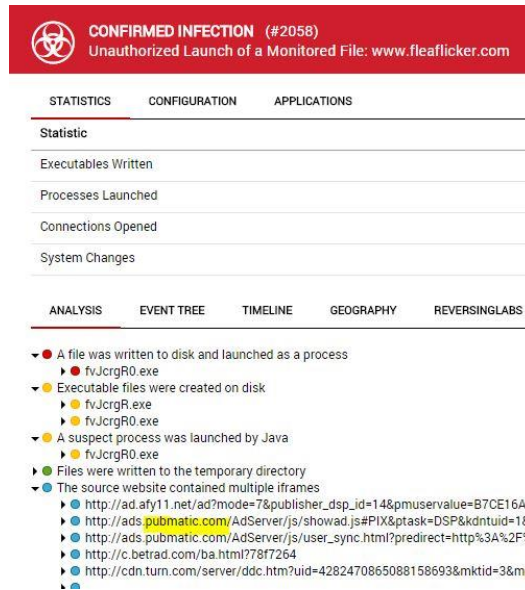 CONFIRMED INFECTION (#2058)
Unauthorized Launch of a Monitored File: www.fleaflicker.com
STATISTICS CONFIGURATION APPLICATIONS
Statistic
Executables Written
Processes Launched
Connections Opened
System Changes
ANALYSIS EVENT TREE TIMELINE GEOGRAPHY REVERSINGLABS
A file was written to disk and launched as a process
fvJcrgR0.exe
Executable files were created on disk
fvJcrgR.exe
fvJcrgR0.exe
A suspect process was launched by Java
fvJcrgR0.exe
Files were written to the temporary directory
The source website contained multiple iframes
http://ad.afy11.net/ad?mode=7&publisher_dsp_id=14&pmuservalue=B7CE16A
http://ads.pubmatic.com/AdServer/js/showad.js#PIX&ptask=DSP&kdntuid=1&
http://ads.pubmatic.com/AdServer/js/user_sync.html?predirect=http%3A%2F%
http://c.betrad.com/ba.html?78f7264
http://cdn.turn.com/server/ddc.htm?uid=4282470865088158693&mktid=3&m